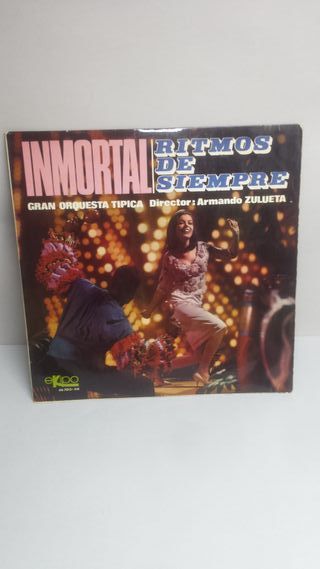 INMORTAL
RITMOS
DE
SIEMPRE
GRAN ORQUESTA TIPICA Director: Armando ZULUETA
ekipo